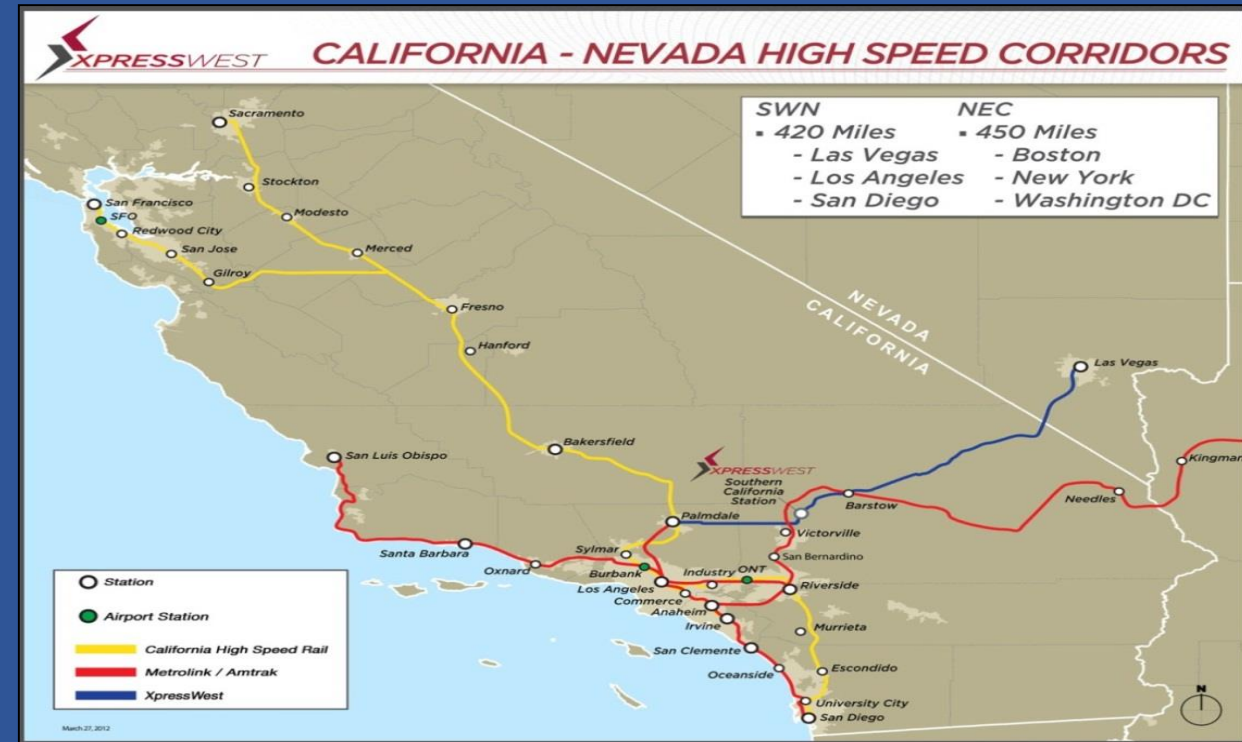 XPRESSWEST
CALIFORNIA - NEVADA HIGH SPEED CORRIDORS
SWN NEC
▪ 420 Miles ▪ 450 Miles
- Las Vegas - Boston
- Los Angeles - New York
- San Diego - Washington DC
Sacramento
Stockton
San Francisco
SFO
Modesto
Redwood City
San Jose
Merced
Gilroy
Fresno
NEVADA
CALIFORNIA
Hanford
Las Vegas
Bakersfield
San Luis Obispo
XPRESSWEST
Southern
California
Station
Kingman
Barstow
Needles
Palmdale
Victorville
Santa Barbara
Sylmar
San Bernardino
Oxnard
Burbank
Industry ONT
Los Angeles
Riverside
Commerce
Anaheim
Irvine
Murrieta
San Clemente
Oceanside
Escondido
University City
San Diego
Station
Airport Station
California High Speed Rail
Metrolink / Amtrak
XpressWest
N
March 27, 2012